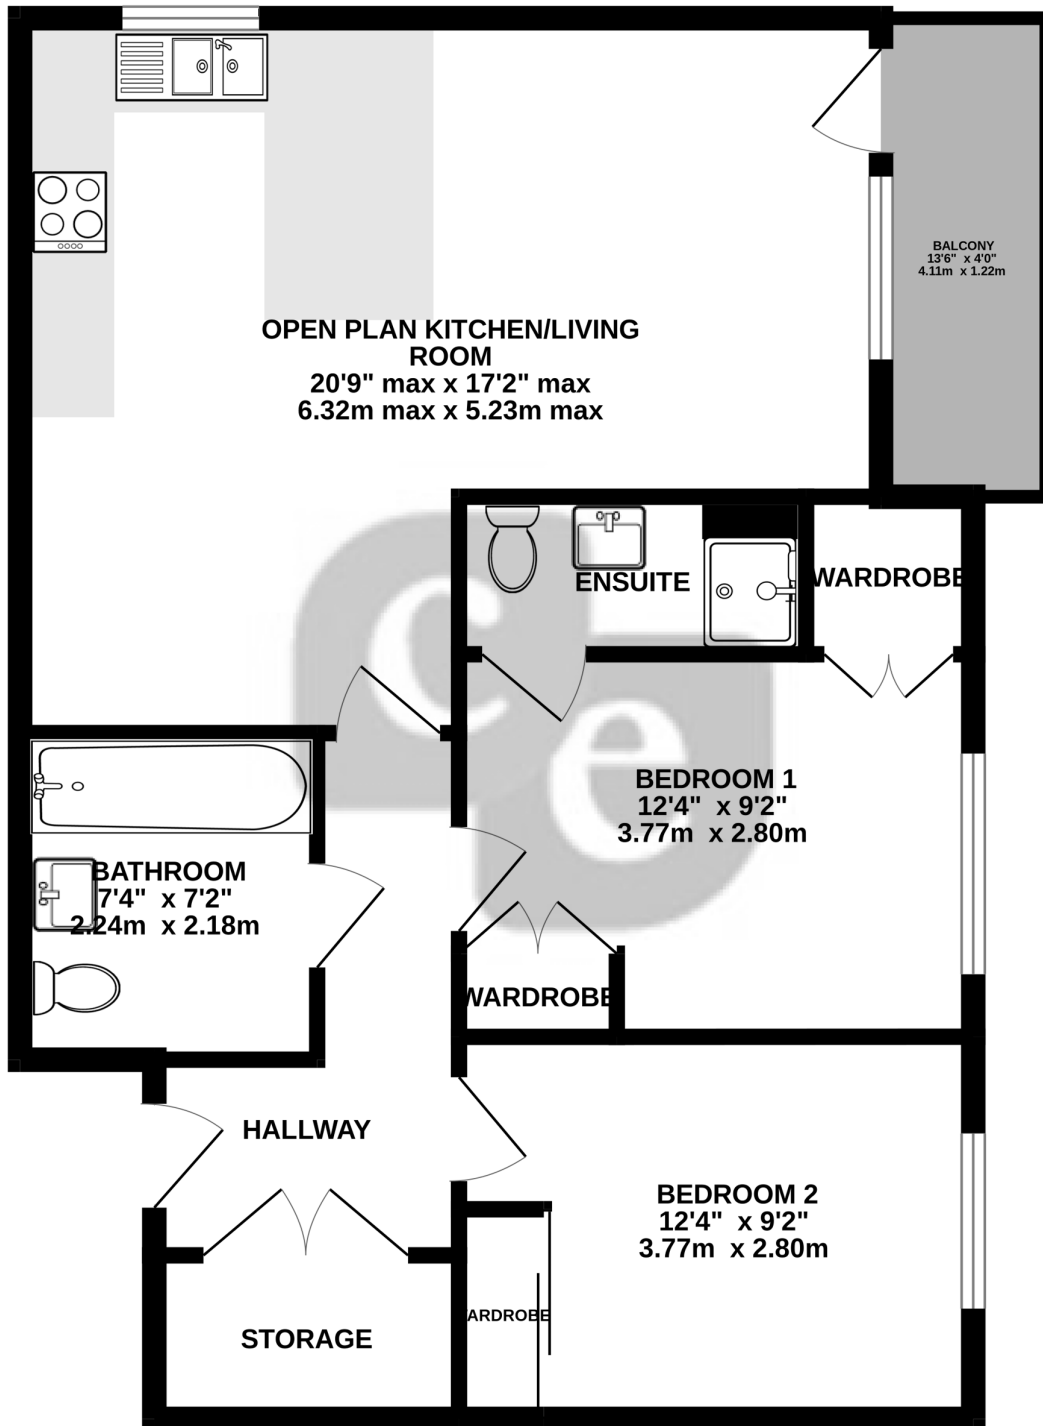 BALCONY
13'6" x 4'0"
4.11m x 1.22m
OPEN PLAN KITCHEN/LIVING
ROOM
20'9" max x 17'2" max
6.32m max x 5.23m max
ENSUITE
WARDROBE
BEDROOM 1
12'4" x 9'2"
3.77m x 2.80m
BATHROOM
7'4" x 7'2"
2.24m x 2.18m
WARDROBE
HALLWAY
BEDROOM 2
12'4" x 9'2"
3.77m x 2.80m
ARDROBE
STORAGE
c
e